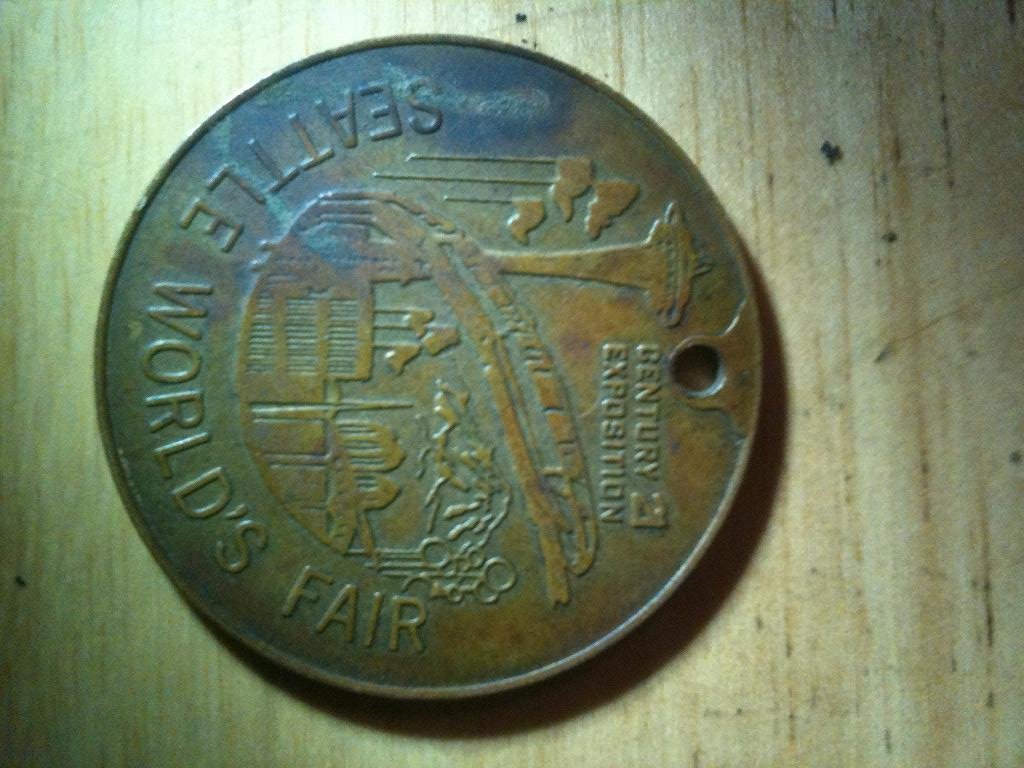 CENTURY 21
EXPOSITION
SEATTLE WORLD'S FAIR